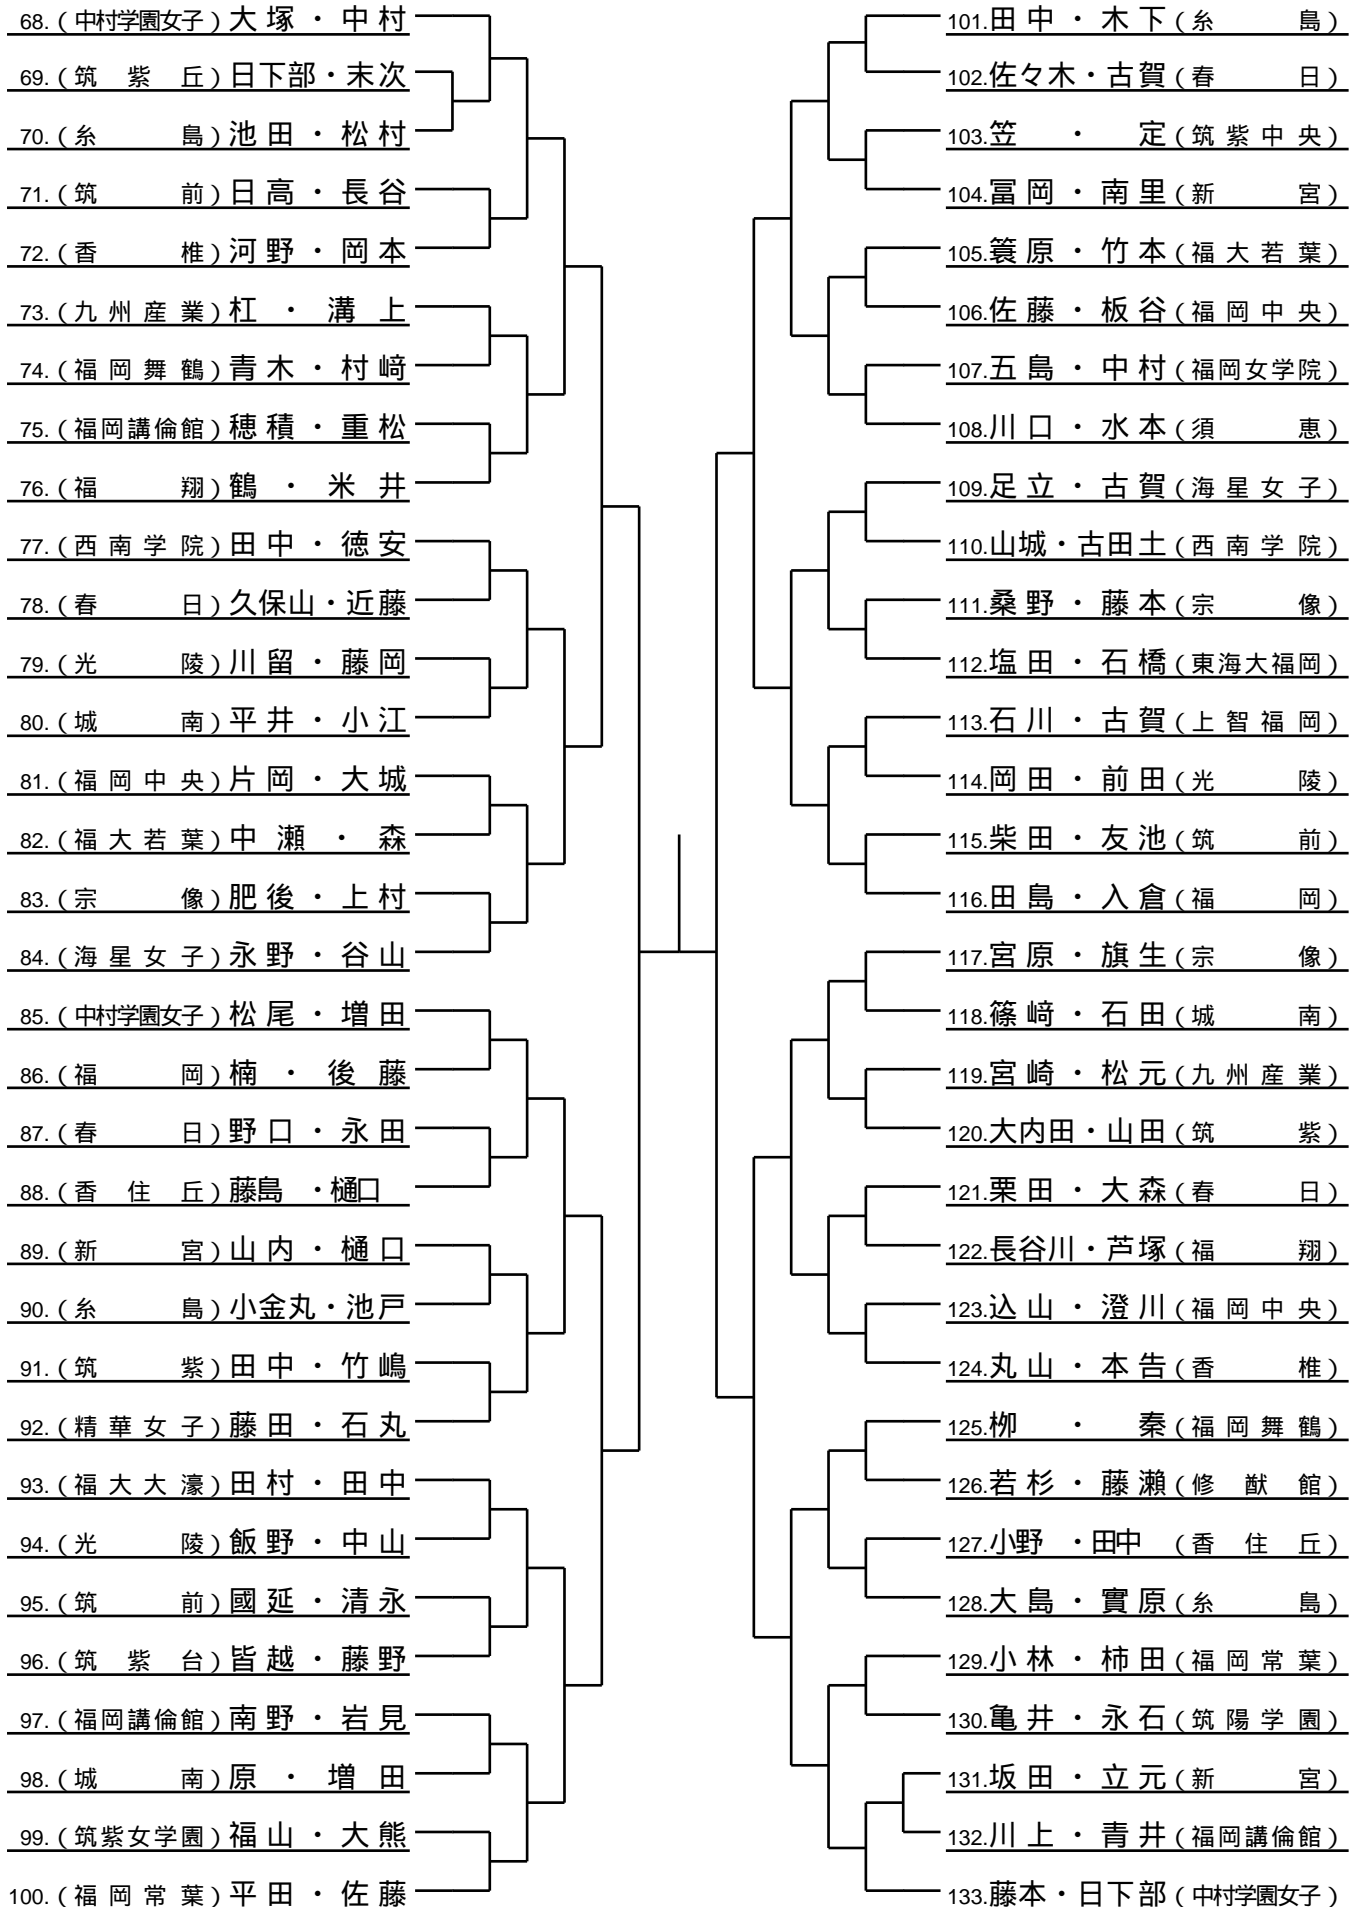 68.(中村学園女子)大塚・中村
69.(筑紫丘)日下部・末次
70.(糸島)池田・松村
71.(筑前)日高・長谷
72.(香椎)河野・岡本
73.(九州産業)杠・溝上
74.(福岡舞鶴)青木・村﨑
75.(福岡講倫館)穂積・重松
76.(福翔)鶴・米井
77.(西南学院)田中・徳安
78.(春日)久保山・近藤
79.(光陵)川留・藤岡
80.(城南)平井・小江
81.(福岡中央)片岡・大城
82.(福大若葉)中瀬・森
83.(宗像)肥後・上村
84.(海星女子)永野・谷山
85.(中村学園女子)松尾・増田
86.(福岡)楠・後藤
87.(春日)野口・永田
88.(香住丘)藤島・樋口
89.(新宮)山内・樋口
90.(糸島)小金丸・池戸
91.(筑紫)田中・竹嶋
92.(精華女子)藤田・石丸
93.(福大大濠)田村・田中
94.(光陵)飯野・中山
95.(筑前)國延・清永
96.(筑紫台)皆越・藤野
97.(福岡講倫館)南野・岩見
98.(城南)原・増田
99.(筑紫女学園)福山・大熊
100.(福岡常葉)平田・佐藤
101.田中・木下(糸島)
102.佐々木・古賀(春日)
103.笠・定(筑紫中央)
104.冨岡・南里(新宮)
105.簑原・竹本(福大若葉)
106.佐藤・板谷(福岡中央)
107.五島・中村(福岡女学院)
108.川口・水本(須恵)
109.足立・古賀(海星女子)
110.山城・古田土(西南学院)
111.桑野・藤本(宗像)
112.塩田・石橋(東海大福岡)
113.石川・古賀(上智福岡)
114.岡田・前田(光陵)
115.柴田・友池(筑前)
116.田島・入倉(福岡)
117.宮原・旗生(宗像)
118.篠﨑・石田(城南)
119.宮崎・松元(九州産業)
120.大内田・山田(筑紫)
121.栗田・大森(春日)
122.長谷川・芦塚(福翔)
123.込山・澄川(福岡中央)
124.丸山・本告(香椎)
125.栁・秦(福岡舞鶴)
126.若杉・藤瀨(修猷館)
127.小野・田中(香住丘)
128.大島・實原(糸島)
129.小林・柿田(福岡常葉)
130.亀井・永石(筑陽学園)
131.坂田・立元(新宮)
132.川上・青井(福岡講倫館)
133.藤本・日下部(中村学園女子)